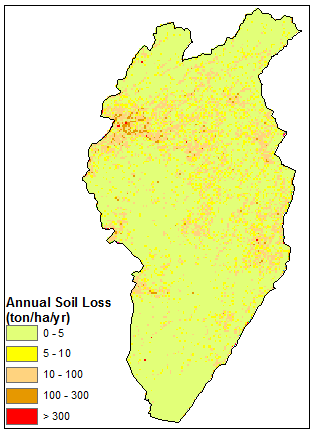 Annual Soil Loss
(ton/ha/yr)
0 - 5
5 - 10
10 - 100
100 - 300
> 300